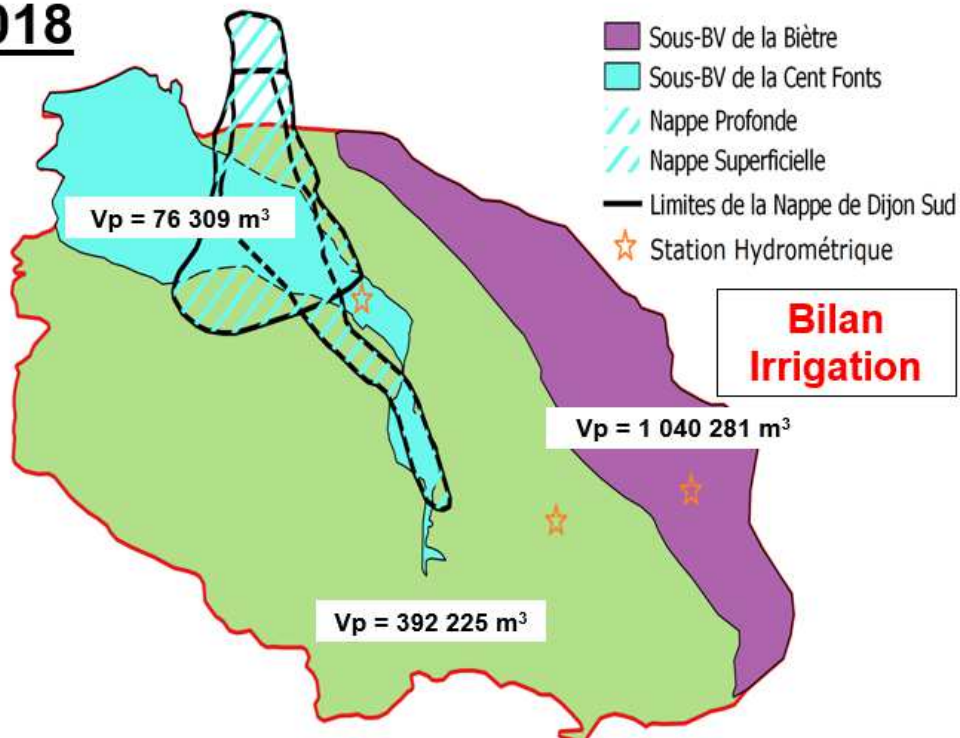 018
Sous-BV de la Biètre
Sous-BV de la Cent Fonts
Nappe Profonde
Nappe Superficielle
Limites de la Nappe de Dijon Sud
Station Hydrométrique
Vp = 76 309 m³
Bilan
Irrigation
Vp = 1 040 281 m³
Vp = 392 225 m³